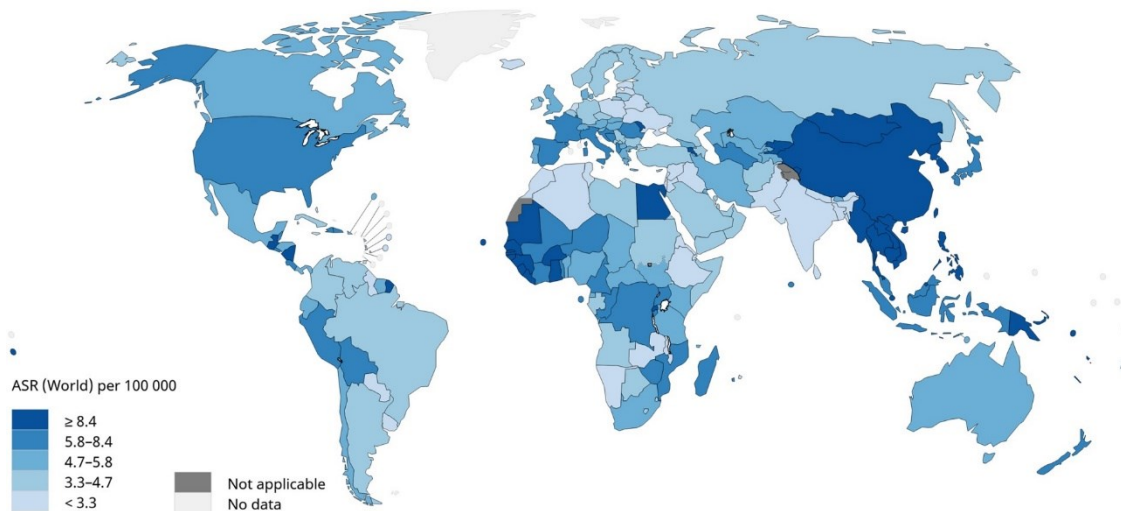 ASR (World) per 100 000
≥ 8.4
5.8–8.4
4.7–5.8
3.3–4.7
< 3.3
Not applicable
No data